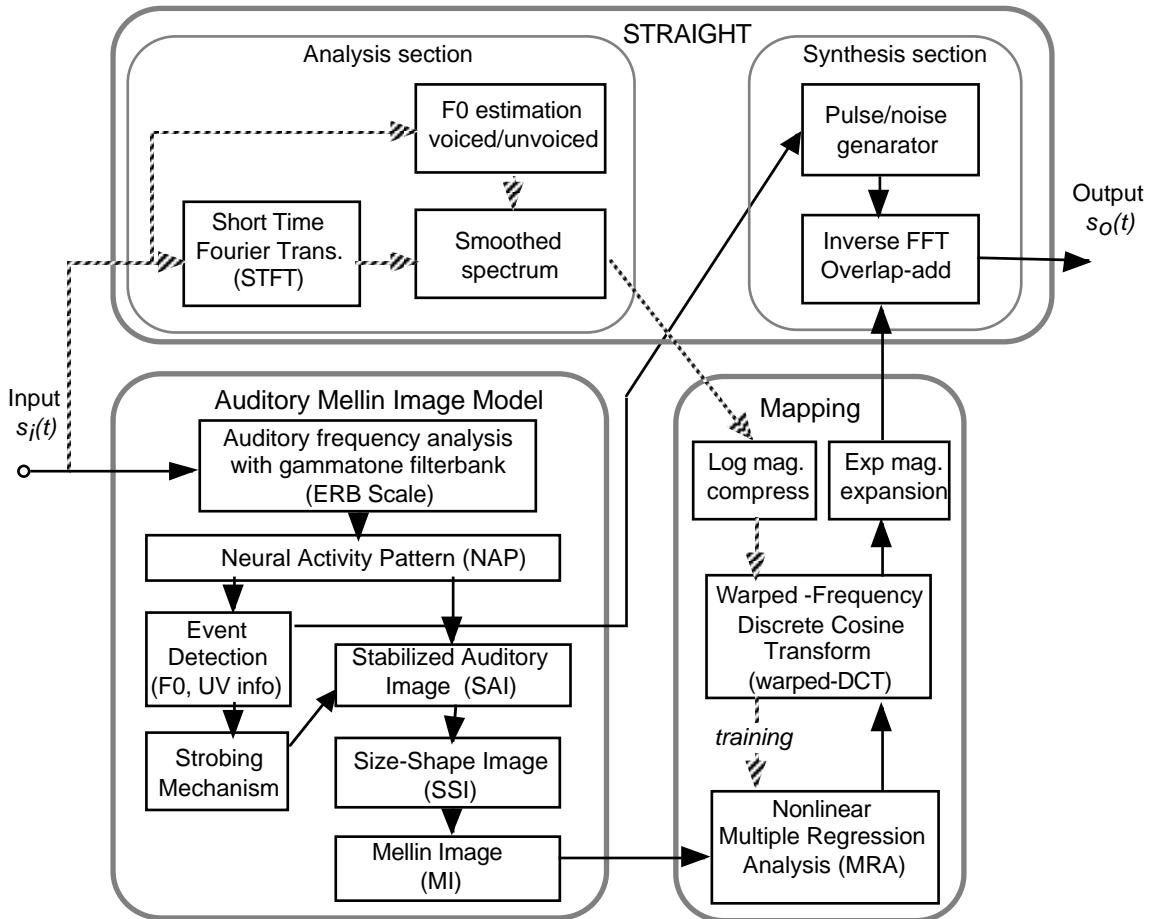 STRAIGHT
Analysis section
Synthesis section
F0 estimation
voiced/unvoiced
Pulse/noise
genarator
Short Time
Fourier Trans.
(STFT)
Smoothed
spectrum
Inverse FFT
Overlap-add
Output
so(t)
Input
si(t)
Auditory Mellin Image Model
Auditory frequency analysis
with gammatone filterbank
(ERB Scale)
Neural Activity Pattern (NAP)
Event
Detection
(F0, UV info)
Stabilized Auditory
Image (SAI)
Strobing
Mechanism
Size-Shape Image
(SSI)
Mellin Image
(MI)
Mapping
Log mag.
compress
Exp mag.
expansion
Warped -Frequency
Discrete Cosine
Transform
(warped-DCT)
training
Nonlinear
Multiple Regression
Analysis (MRA)